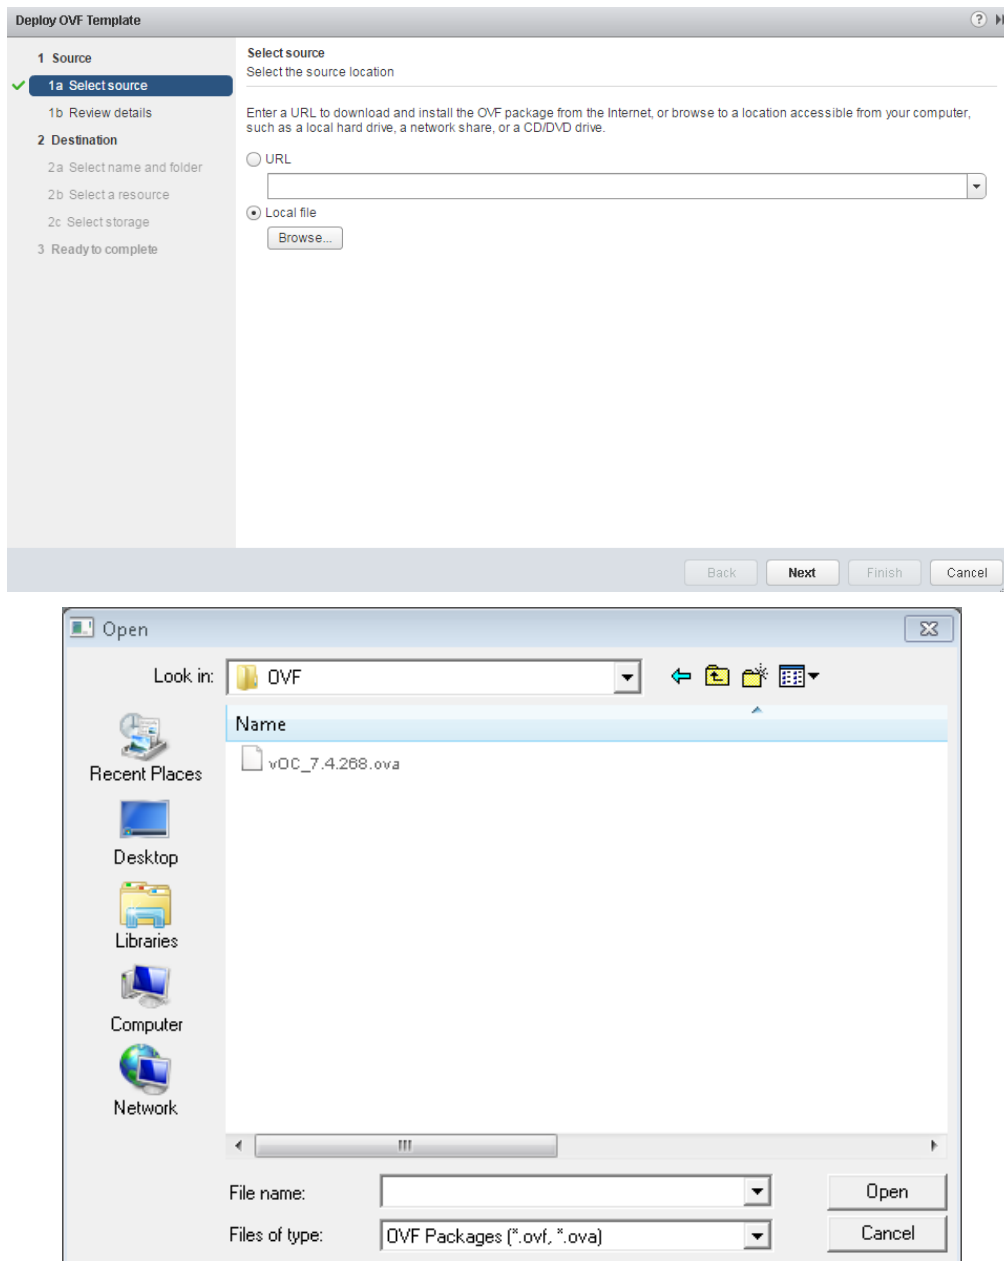 Deploy OVF Template
1 Source
1a Select source
1b Review details
2 Destination
2a Select name and folder
2b Select a resource
2c Select storage
3 Ready to complete
Select source
Select the source location
Enter a URL to download and install the OVF package from the Internet, or browse to a location accessible from your computer,
such as a local hard drive, a network share, or a CD/DVD drive.
URL
Local file
Browse...
Back
Next
Finish
Cancel
Open
Look in:
OVF
Recent Places
Desktop
Libraries
Computer
Network
Name
vOC_7.4.268.ova
File name:
Open
Files of type:
OVF Packages (*.ovf, *.ova)
Cancel